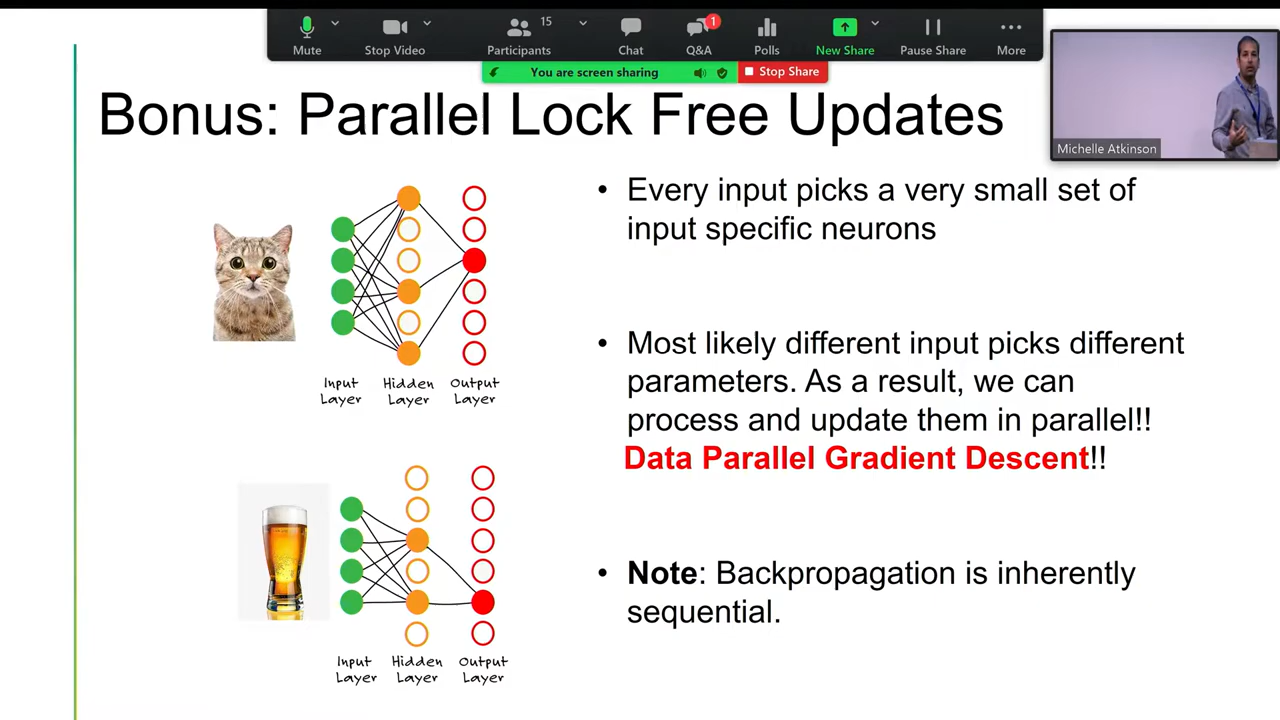 15
1
Mute
Stop Video
Participants
Chat
Q&A
Polls
New Share
Pause Share
More
You are screen sharing
Stop Share
Michelle Atkinson
Bonus: Parallel Lock Free Updates
• Every input picks a very small set of
input specific neurons
• Most likely different input picks different
parameters. As a result, we can
process and update them in parallel!!
Data Parallel Gradient Descent!!
• Note: Backpropagation is inherently
sequential.
Input Hidden Output
Layer Layer Layer
Input Hidden Output
Layer Layer Layer